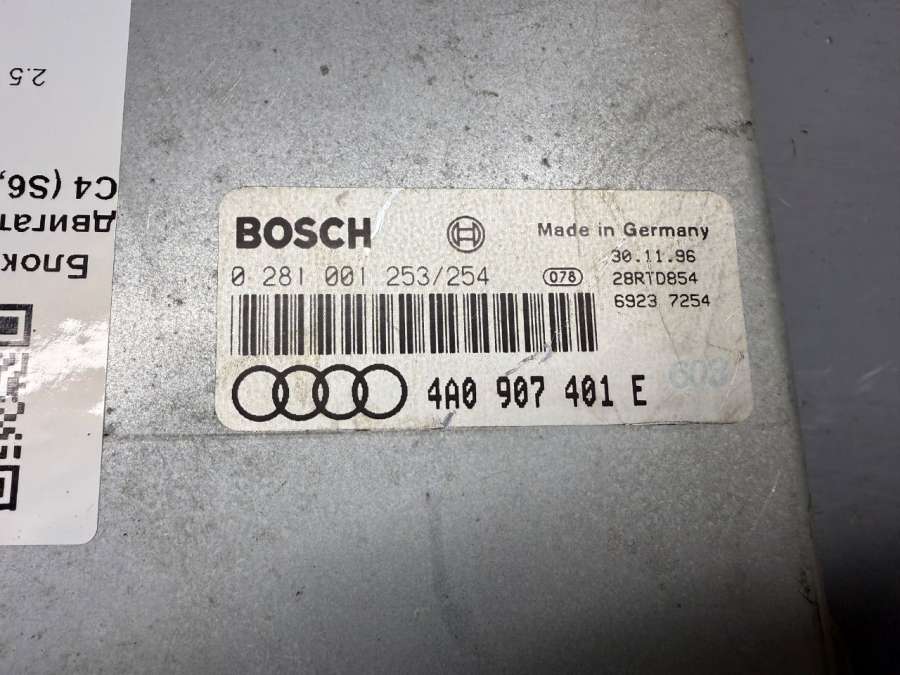 BOSCH
Made in Germany
0 281 001 253/254
078
30.11.96
28RTD854
6923 7254
4A0 907 401 E
603
Блок
двигат
C4 (S6,
2.5